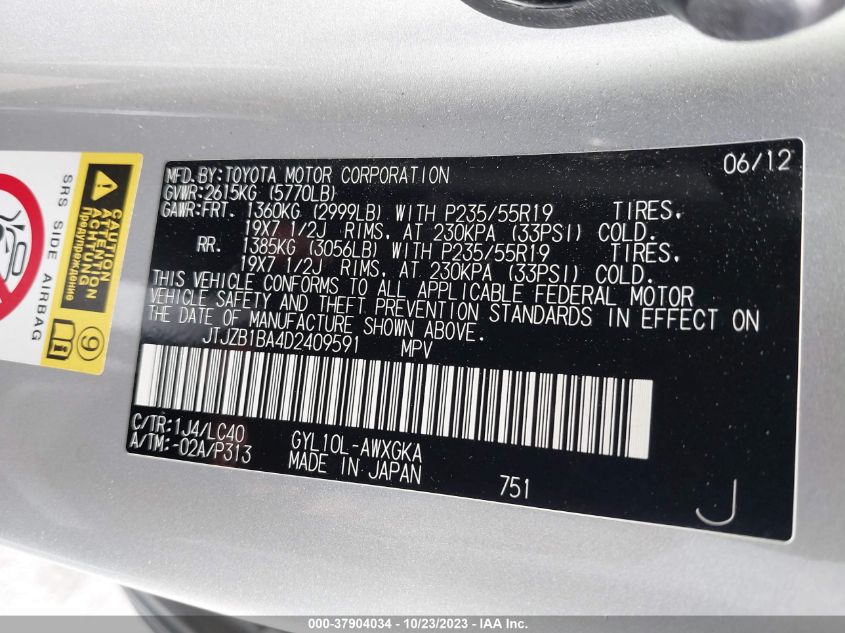 MFD. BY: TOYOTA MOTOR CORPORATION 06/12
GVWR: 2615KG (5770LB)
GAWR: FRT. 1360KG (2999LB) WITH P235/55R19 TIRES,
19X7 1/2J RIMS, AT 230KPA (33PSI) COLD.
RR. 1385KG (3056LB) WITH P235/55R19 TIRES,
19X7 1/2J RIMS, AT 230KPA (33PSI) COLD.
THIS VEHICLE CONFORMS TO ALL APPLICABLE FEDERAL MOTOR
VEHICLE SAFETY AND THEFT PREVENTION STANDARDS IN EFFECT ON
THE DATE OF MANUFACTURE SHOWN ABOVE.
JTJZB1BA4D2409591 MPV
C/TR: 1J4/LC40 GYL10L-AWXGKA
A/TM: -02A/P313 MADE IN JAPAN 751 J
SRS SIDE AIRBAG
CAUTION
ATTENTION
ACHTUNG
Предупреждение
9
000-37904034 - 10/23/2023 - IAA Inc.